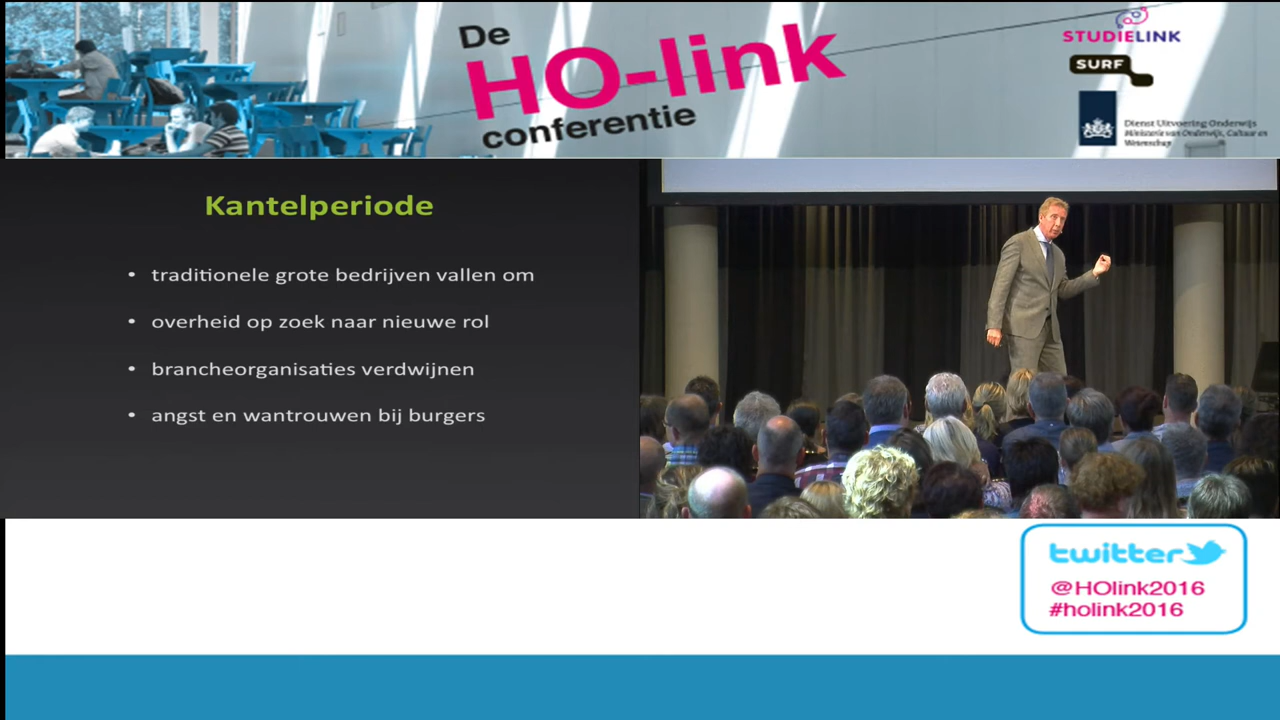 De
HO-link
conferentie
STUDIELINK
SURF
Dienst Uitvoering Onderwijs
Ministerie van Onderwijs, Cultuur en
Wetenschap
Kantelperiode
• traditionele grote bedrijven vallen om
• overheid op zoek naar nieuwe rol
• brancheorganisaties verdwijnen
• angst en wantrouwen bij burgers
twitter
@HOlink2016
#holink2016